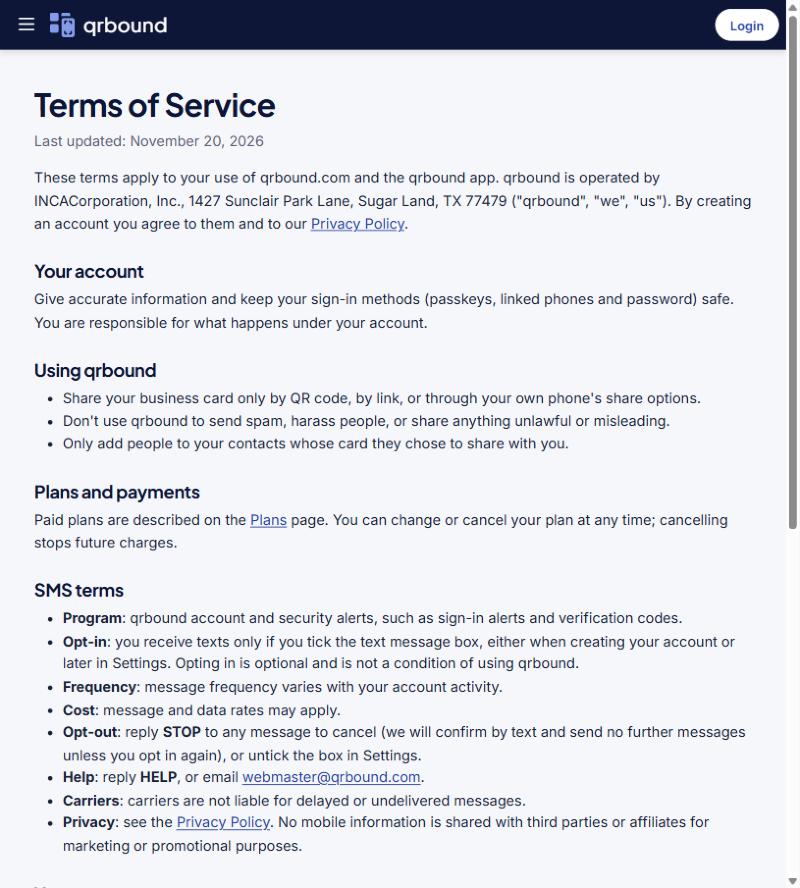 qrbound
Login
Terms of Service
Last updated: November 20, 2026
These terms apply to your use of qrbound.com and the qrbound app. qrbound is operated by
INCACorporation, Inc., 1427 Sunclair Park Lane, Sugar Land, TX 77479 ("qrbound", "we", "us"). By creating
an account you agree to them and to our Privacy Policy.
Your account
Give accurate information and keep your sign-in methods (passkeys, linked phones and password) safe.
You are responsible for what happens under your account.
Using qrbound
• Share your business card only by QR code, by link, or through your own phone's share options.
• Don't use qrbound to send spam, harass people, or share anything unlawful or misleading.
• Only add people to your contacts whose card they chose to share with you.
Plans and payments
Paid plans are described on the Plans page. You can change or cancel your plan at any time; cancelling
stops future charges.
SMS terms
• Program: qrbound account and security alerts, such as sign-in alerts and verification codes.
• Opt-in: you receive texts only if you tick the text message box, either when creating your account or
later in Settings. Opting in is optional and is not a condition of using qrbound.
• Frequency: message frequency varies with your account activity.
• Cost: message and data rates may apply.
• Opt-out: reply STOP to any message to cancel (we will confirm by text and send no further messages
unless you opt in again), or untick the box in Settings.
• Help: reply HELP, or email webmaster@qrbound.com.
• Carriers: carriers are not liable for delayed or undelivered messages.
• Privacy: see the Privacy Policy. No mobile information is shared with third parties or affiliates for
marketing or promotional purposes.